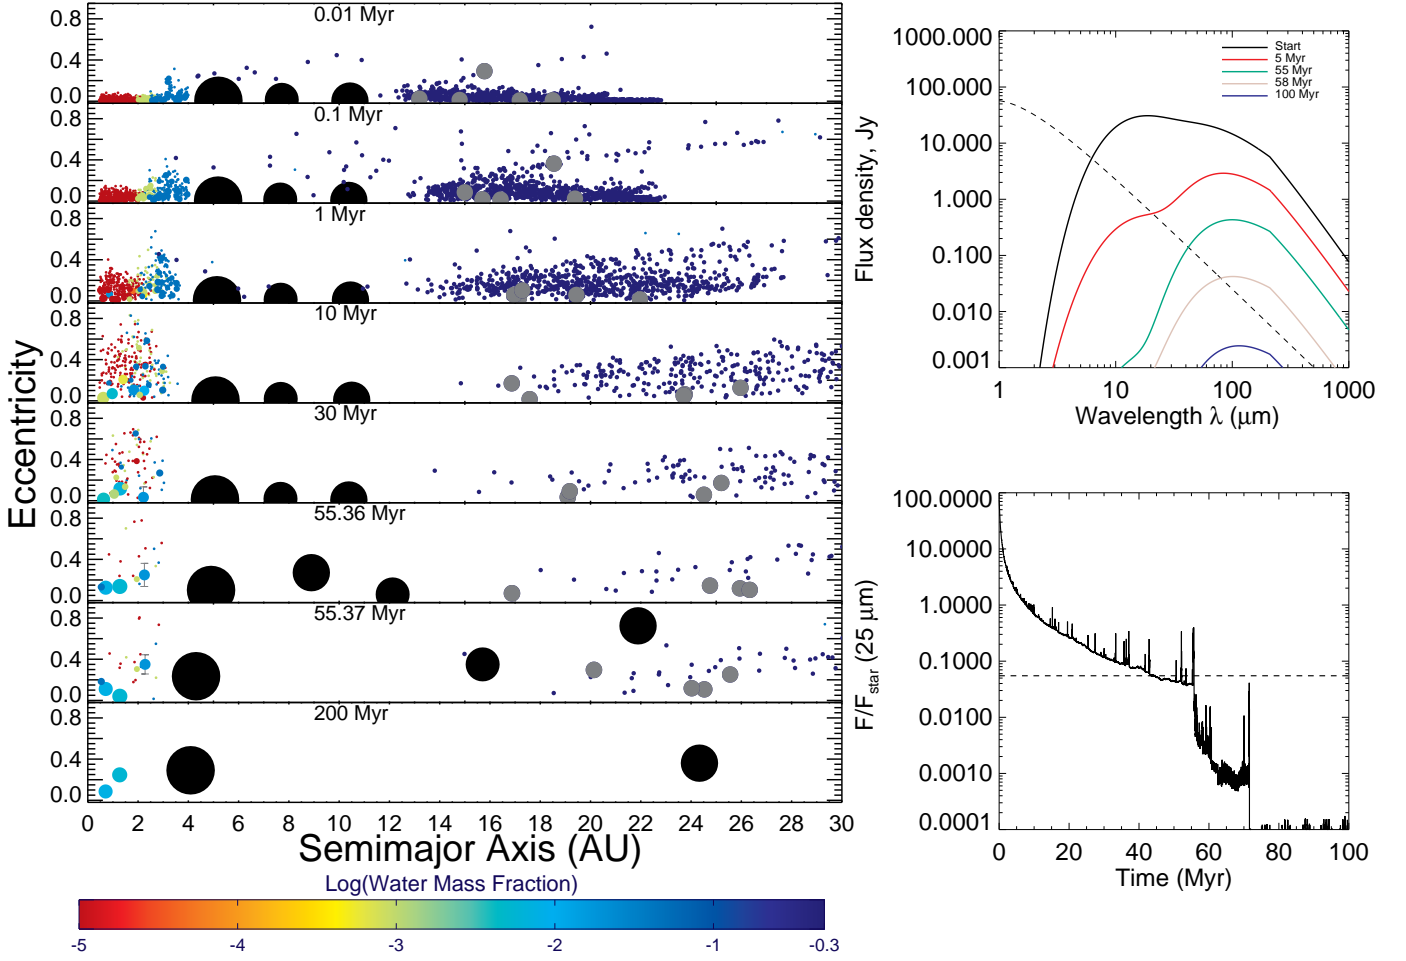 0.01 Myr
0.8
0.4
0.0
0.1 Myr
0.8
0.4
0.0
1 Myr
0.8
0.4
0.0
10 Myr
0.8
0.4
0.0
30 Myr
0.8
0.4
0.0
55.36 Myr
0.8
0.4
0.0
55.37 Myr
0.8
0.4
0.0
200 Myr
0.8
0.4
0.0
Eccentricity
0 2 4 6 8 10 12 14 16 18 20 22 24 26 28 30
Semimajor Axis (AU)
Log(Water Mass Fraction)
-5 -4 -3 -2 -1 -0.3
1000.000
100.000
10.000
1.000
0.100
0.010
0.001
Flux density, Jy
Start
5 Myr
55 Myr
58 Myr
100 Myr
1 10 100 1000
Wavelength λ (μm)
100.0000
10.0000
1.0000
0.1000
0.0100
0.0010
0.0001
F/Fstar (25 μm)
0 20 40 60 80 100
Time (Myr)